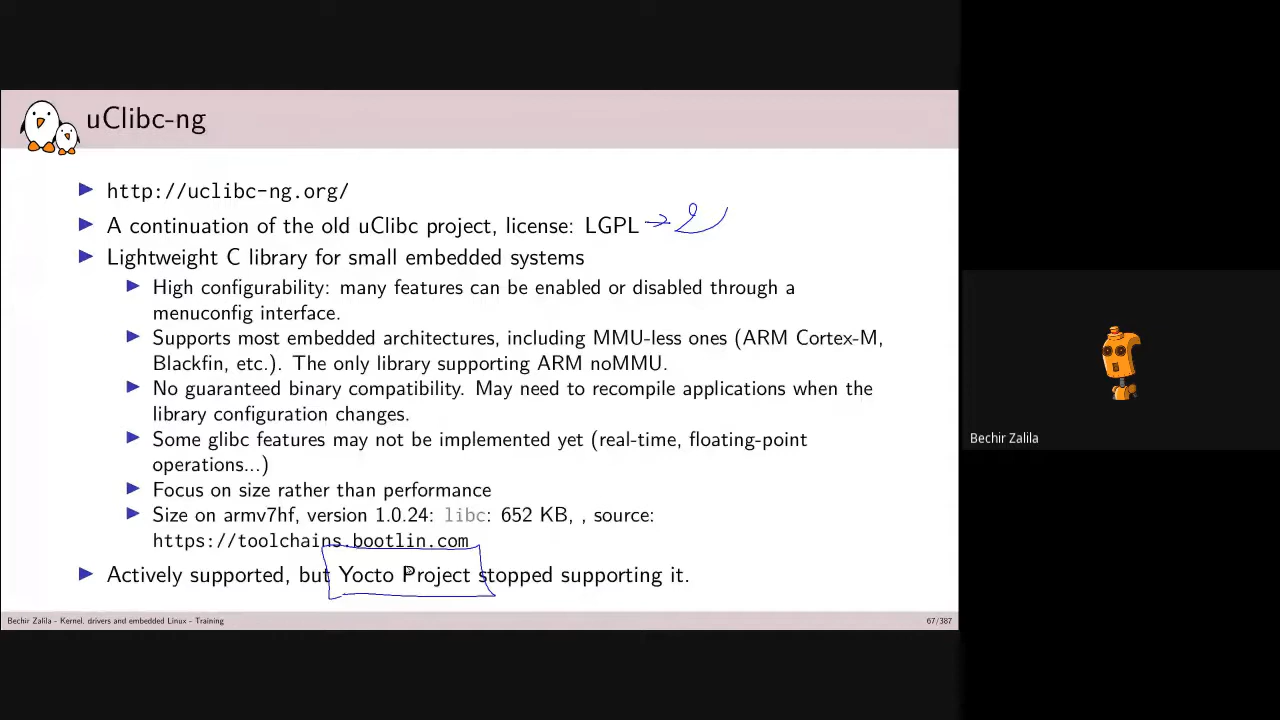 uClibc-ng
http://uclibc-ng.org/
A continuation of the old uClibc project, license: LGPL
Lightweight C library for small embedded systems
High configurability: many features can be enabled or disabled through a
menuconfig interface.
Supports most embedded architectures, including MMU-less ones (ARM Cortex-M,
Blackfin, etc.). The only library supporting ARM noMMU.
No guaranteed binary compatibility. May need to recompile applications when the
library configuration changes.
Some glibc features may not be implemented yet (real-time, floating-point
operations...)
Focus on size rather than performance
Size on armv7hf, version 1.0.24: libc: 652 KB, , source:
https://toolchains.bootlin.com
Actively supported, but Yocto Project stopped supporting it.
Bechir Zalila - Kernel, drivers and embedded Linux - Training
67/387
Bechir Zalila